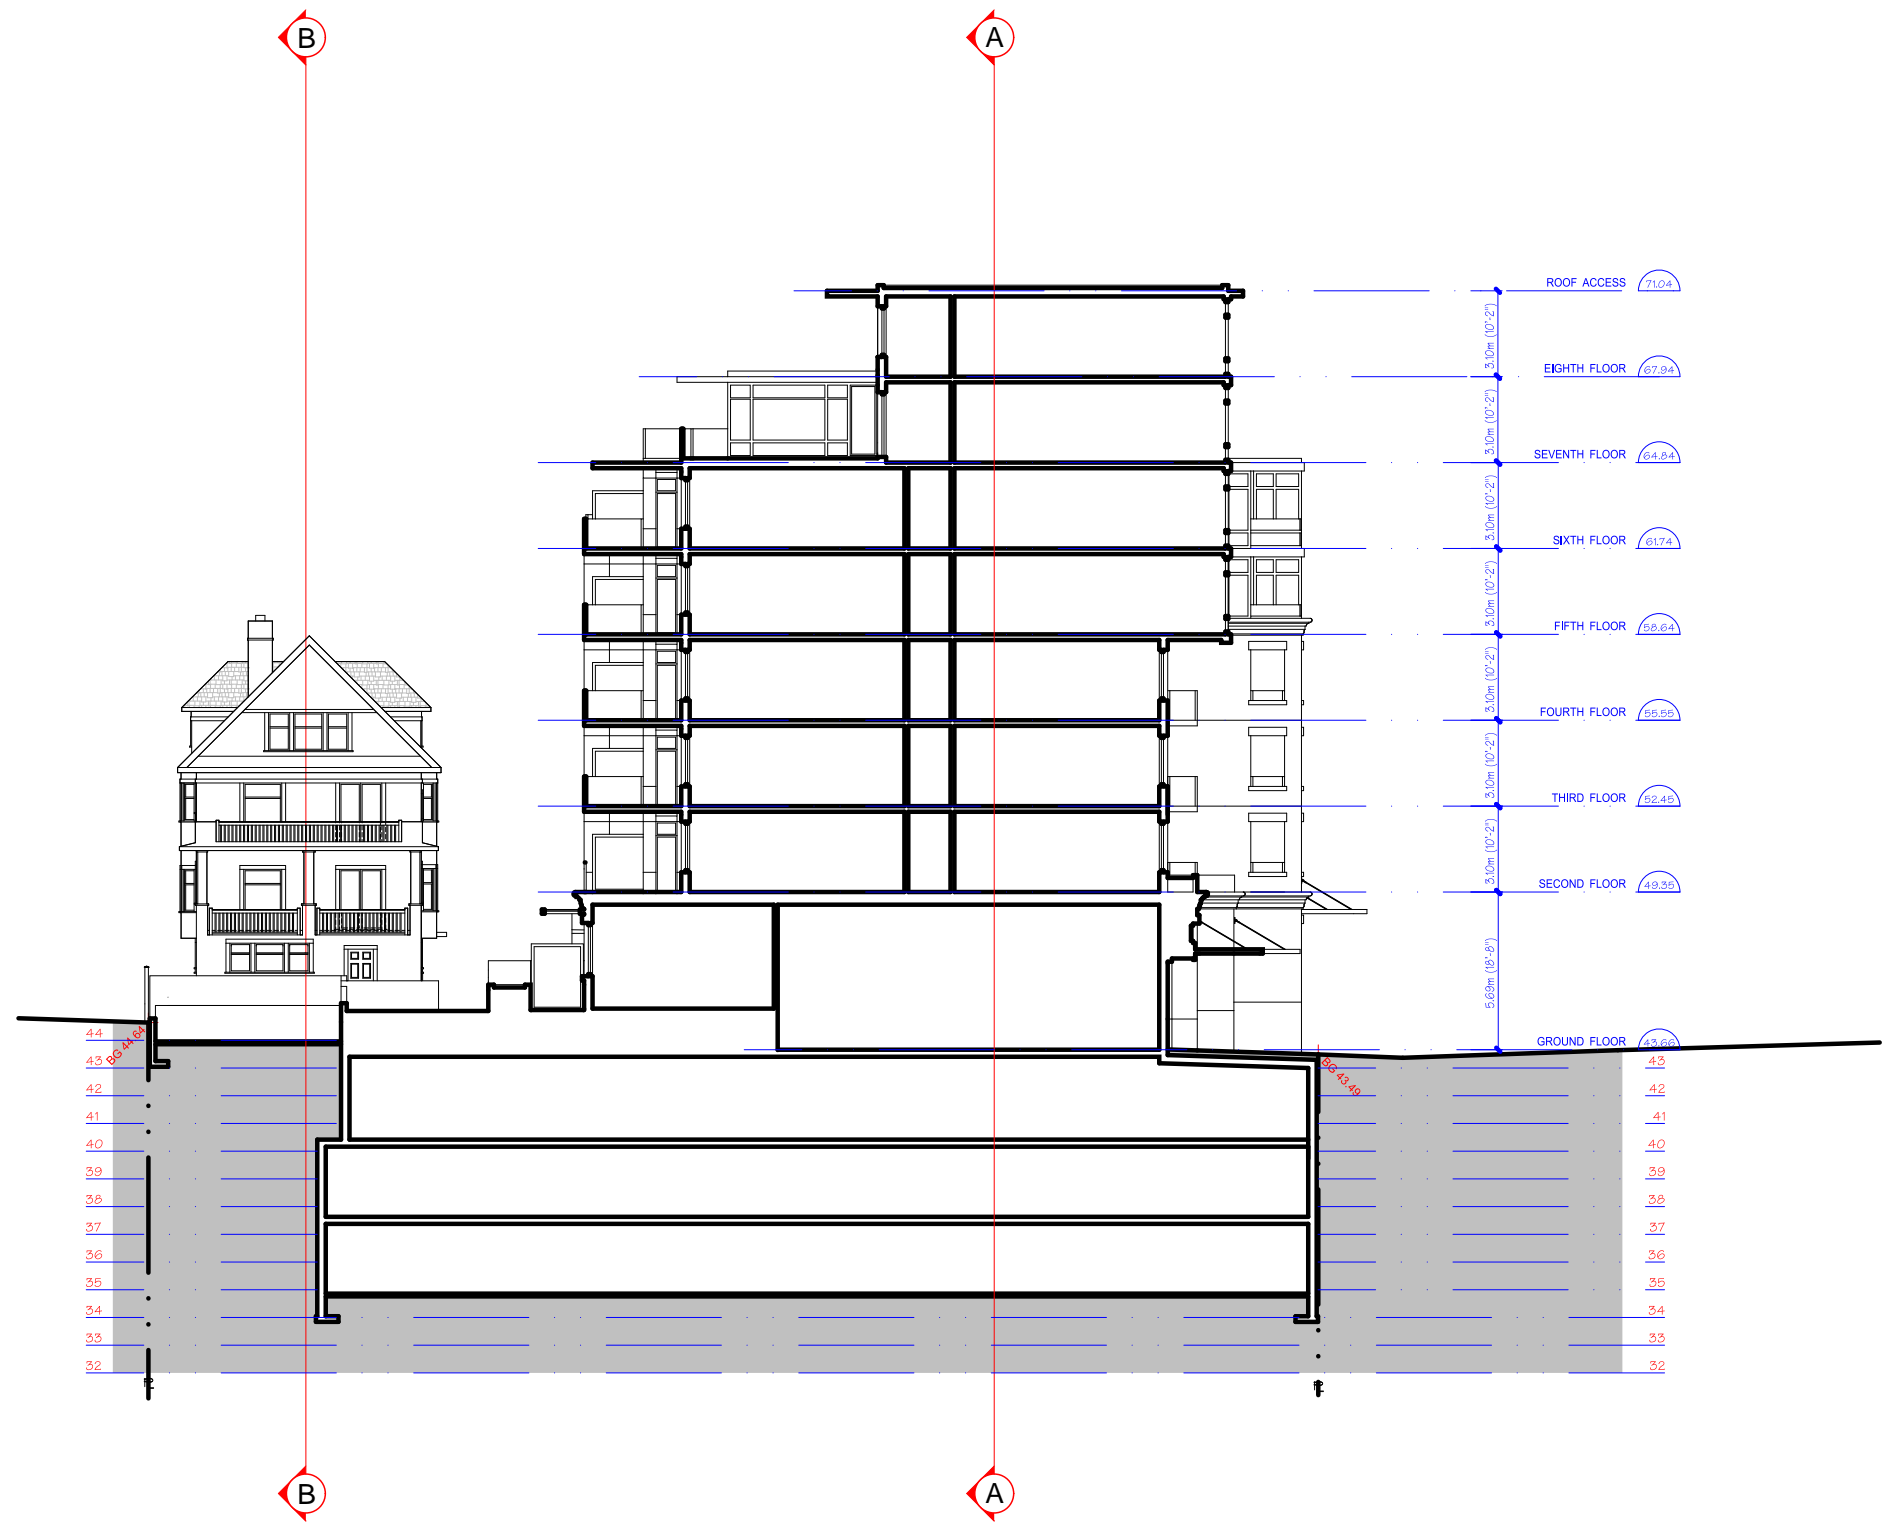 B
A
ROOF ACCESS 71.04
3.10m (10'-2")
EIGHTH FLOOR 67.94
3.10m (10'-2")
SEVENTH FLOOR 64.84
3.10m (10'-2")
SIXTH FLOOR 61.74
3.10m (10'-2")
FIFTH FLOOR 58.64
3.10m (10'-2")
FOURTH FLOOR 55.55
3.10m (10'-2")
THIRD FLOOR 52.45
3.10m (10'-2")
SECOND FLOOR 49.35
5.69m (18'-8")
GROUND FLOOR 43.66
BG 44.64
BG 43.49
44
43
42
41
40
39
38
37
36
35
34
33
32
43
42
41
40
39
38
37
36
35
34
33
32
B
A